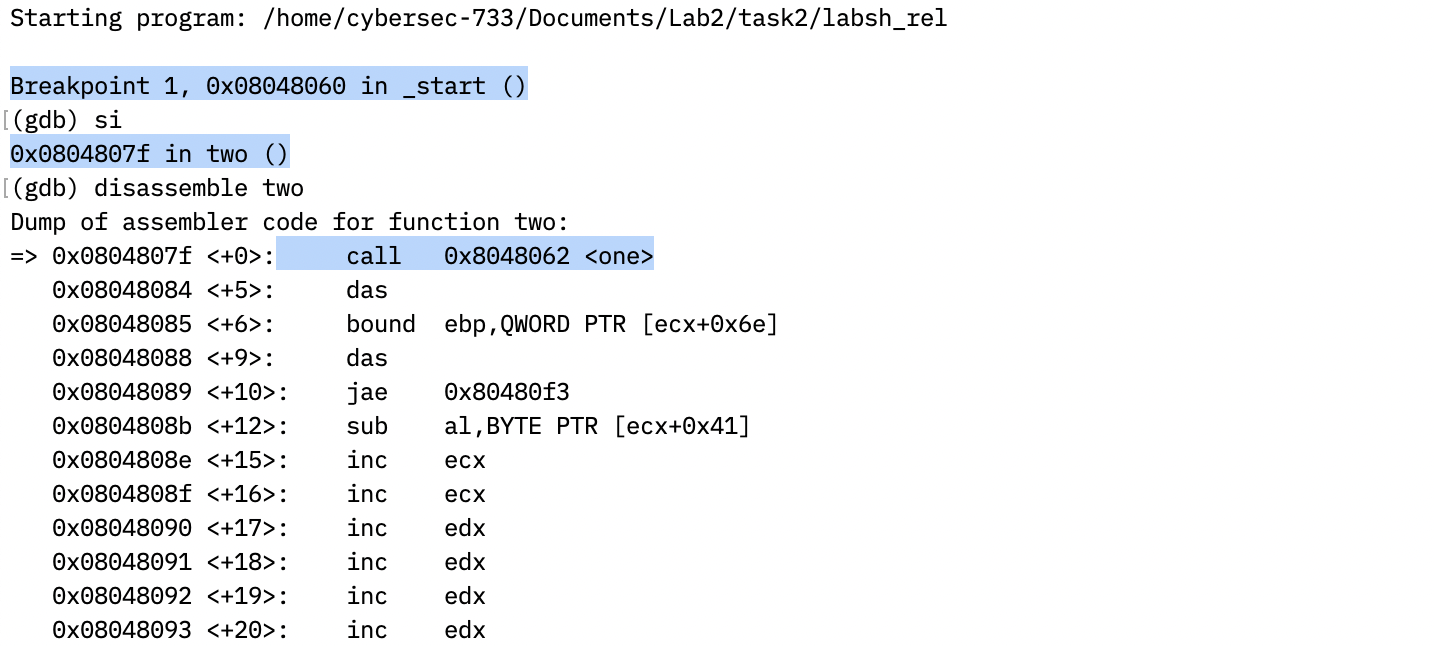 Starting program: /home/cybersec-733/Documents/Lab2/task2/labsh_rel
Breakpoint 1, 0x08048060 in _start ()
[(gdb) si
0x0804807f in two ()
[(gdb) disassemble two
Dump of assembler code for function two:
=> 0x0804807f <+0>:     call   0x8048062 <one>
   0x08048084 <+5>:     das
   0x08048085 <+6>:     bound  ebp,QWORD PTR [ecx+0x6e]
   0x08048088 <+9>:     das
   0x08048089 <+10>:    jae    0x80480f3
   0x0804808b <+12>:    sub    al,BYTE PTR [ecx+0x41]
   0x0804808e <+15>:    inc    ecx
   0x0804808f <+16>:    inc    ecx
   0x08048090 <+17>:    inc    edx
   0x08048091 <+18>:    inc    edx
   0x08048092 <+19>:    inc    edx
   0x08048093 <+20>:    inc    edx